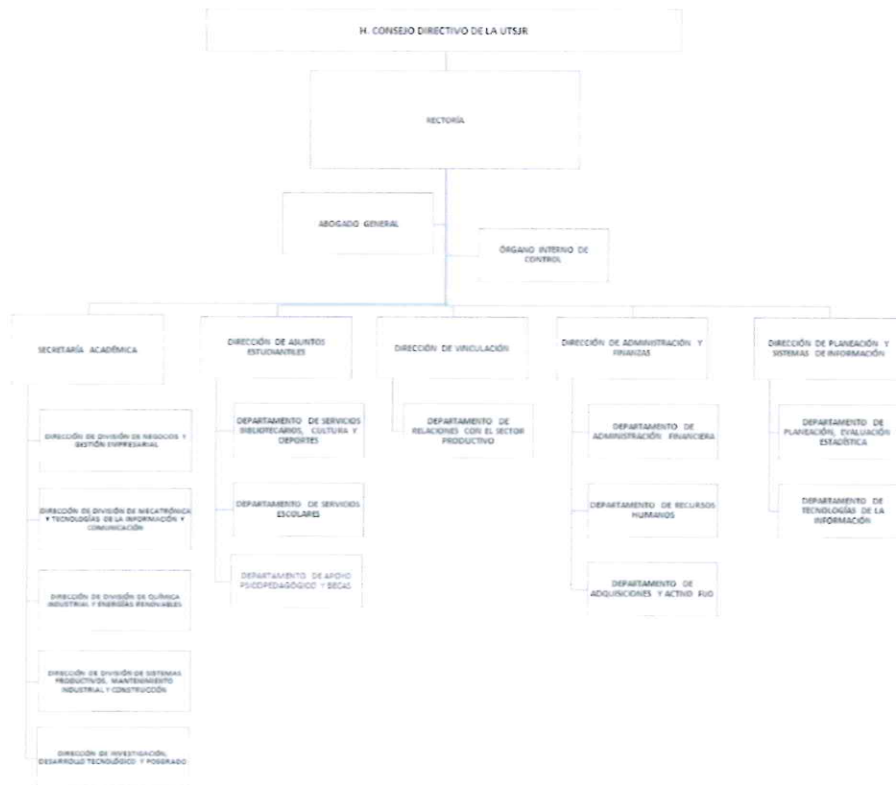 H. CONSEJO DIRECTIVO DE LA UTSJR
RECTORÍA
ABOGADO GENERAL
ÓRGANO INTERNO DE
CONTROL
SECRETARÍA ACADÉMICA
DIRECCIÓN DE ASUNTOS
ESTUDIANTILES
DIRECCIÓN DE VINCULACIÓN
DIRECCIÓN DE ADMINISTRACIÓN Y
FINANZAS
DIRECCIÓN DE PLANEACIÓN Y
SISTEMAS DE INFORMACIÓN
DIRECCIÓN DE DIVISIÓN DE NEGOCIOS Y
GESTIÓN EMPRESARIAL
DIRECCIÓN DE DIVISIÓN DE MECATRÓNICA
Y TECNOLOGÍAS DE LA INFORMACIÓN Y
COMUNICACIÓN
DIRECCIÓN DE DIVISIÓN DE QUÍMICA
INDUSTRIAL Y ENERGÍAS RENOVABLES
DIRECCIÓN DE DIVISIÓN DE SISTEMAS
PRODUCTIVOS, MANTENIMIENTO
INDUSTRIAL Y CONSTRUCCIÓN
DIRECCIÓN DE INVESTIGACIÓN,
DESARROLLO TECNOLÓGICO Y POSGRADO
DEPARTAMENTO DE SERVICIOS
BIBLIOTECARIOS, CULTURA Y
DEPORTES
DEPARTAMENTO DE SERVICIOS
ESCOLARES
DEPARTAMENTO DE APOYO
PSICOPEDAGÓGICO Y BECAS
DEPARTAMENTO DE
RELACIONES CON EL SECTOR
PRODUCTIVO
DEPARTAMENTO DE
ADMINISTRACIÓN FINANCIERA
DEPARTAMENTO DE RECURSOS
HUMANOS
DEPARTAMENTO DE
ADQUISICIONES Y ACTIVO FIJO
DEPARTAMENTO DE
PLANEACIÓN, EVALUACIÓN
ESTADÍSTICA
DEPARTAMENTO DE
TECNOLOGÍAS DE LA
INFORMACIÓN